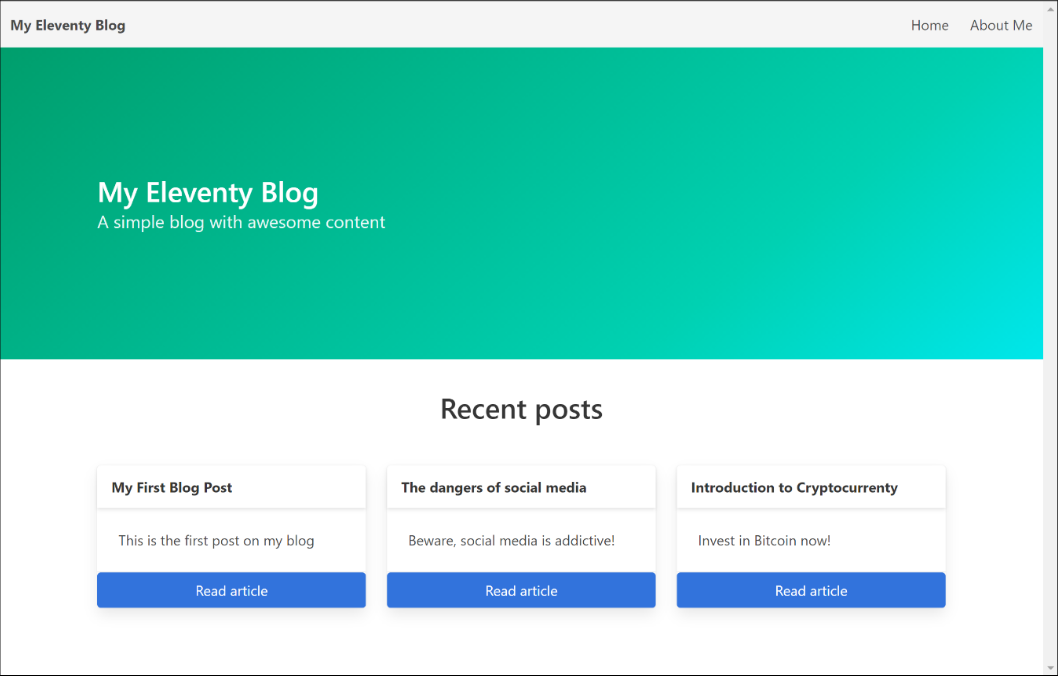 My Eleventy Blog
Home About Me
My Eleventy Blog
A simple blog with awesome content
Recent posts
My First Blog Post
This is the first post on my blog
Read article
The dangers of social media
Beware, social media is addictive!
Read article
Introduction to Cryptocurrenty
Invest in Bitcoin now!
Read article